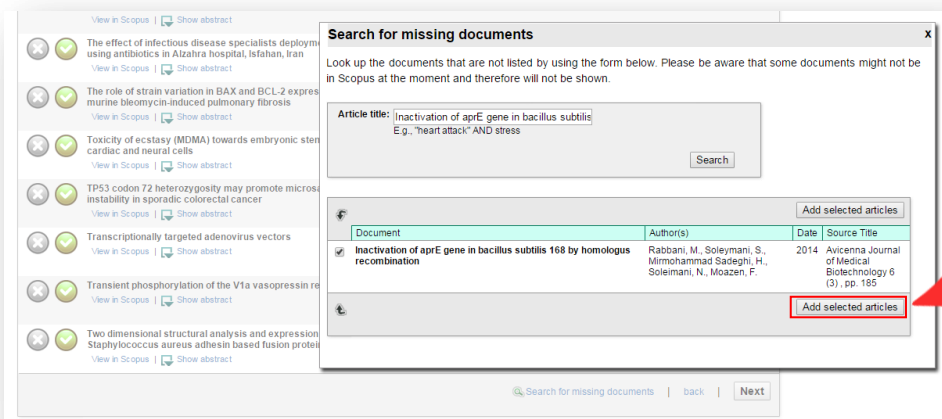 View in Scopus | Show abstract
The effect of infectious disease specialists deployme
using antibiotics in Alzahra hospital, Isfahan, Iran
View in Scopus | Show abstract
The role of strain variation in BAX and BCL-2 expres
murine bleomycin-induced pulmonary fibrosis
View in Scopus | Show abstract
Toxicity of ecstasy (MDMA) towards embryonic sten
cardiac and neural cells
View in Scopus | Show abstract
TP53 codon 72 heterozygosity may promote microsa
instability in sporadic colorectal cancer
View in Scopus | Show abstract
Transcriptionally targeted adenovirus vectors
View in Scopus | Show abstract
Transient phosphorylation of the V1a vasopressin re
View in Scopus | Show abstract
Two dimensional structural analysis and expression
Staphylococcus aureus adhesin based fusion protei
View in Scopus | Show abstract
Search for missing documents x
Look up the documents that are not listed by using the form below. Please be aware that some documents might not be
in Scopus at the moment and therefore will not be shown.
Article title: Inactivation of aprE gene in bacillus subtilis
E.g., "heart attack" AND stress
Search
Add selected articles
Document Author(s) Date Source Title
Inactivation of aprE gene in bacillus subtilis 168 by homologus
recombination
Rabbani, M., Soleymani, S.,
Mirmohammad Sadeghi, H.,
Soleimani, N., Moazen, F.
2014
Avicenna Journal
of Medical
Biotechnology 6
(3) , pp. 185
Add selected articles
Search for missing documents | back | Next